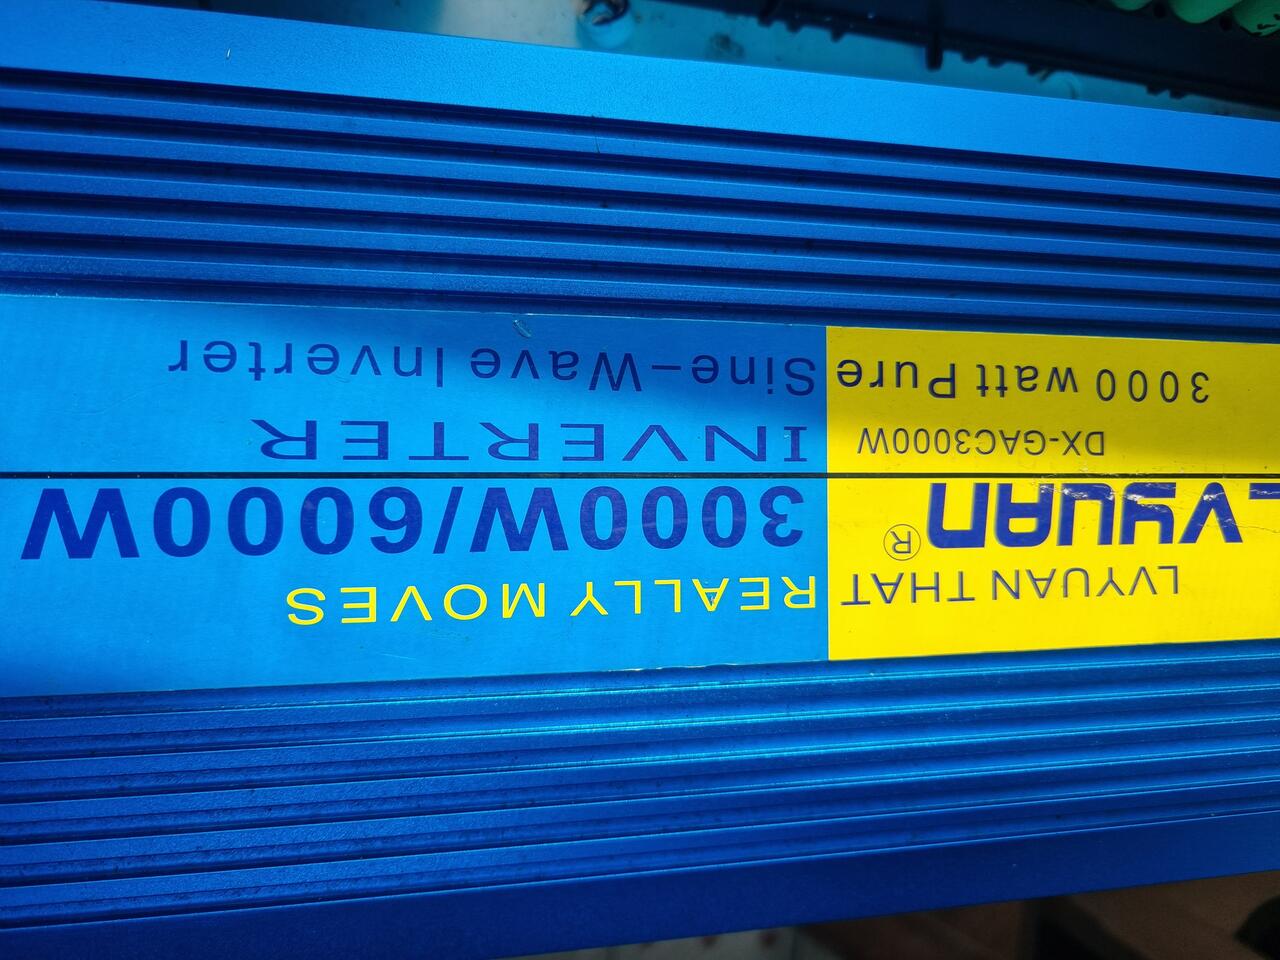 LVYUAN THAT REALLY MOVES
LVYUAN® 3000W/6000W
DX-GAC3000W INVERTER
3000 watt Pure Sine-Wave Inverter